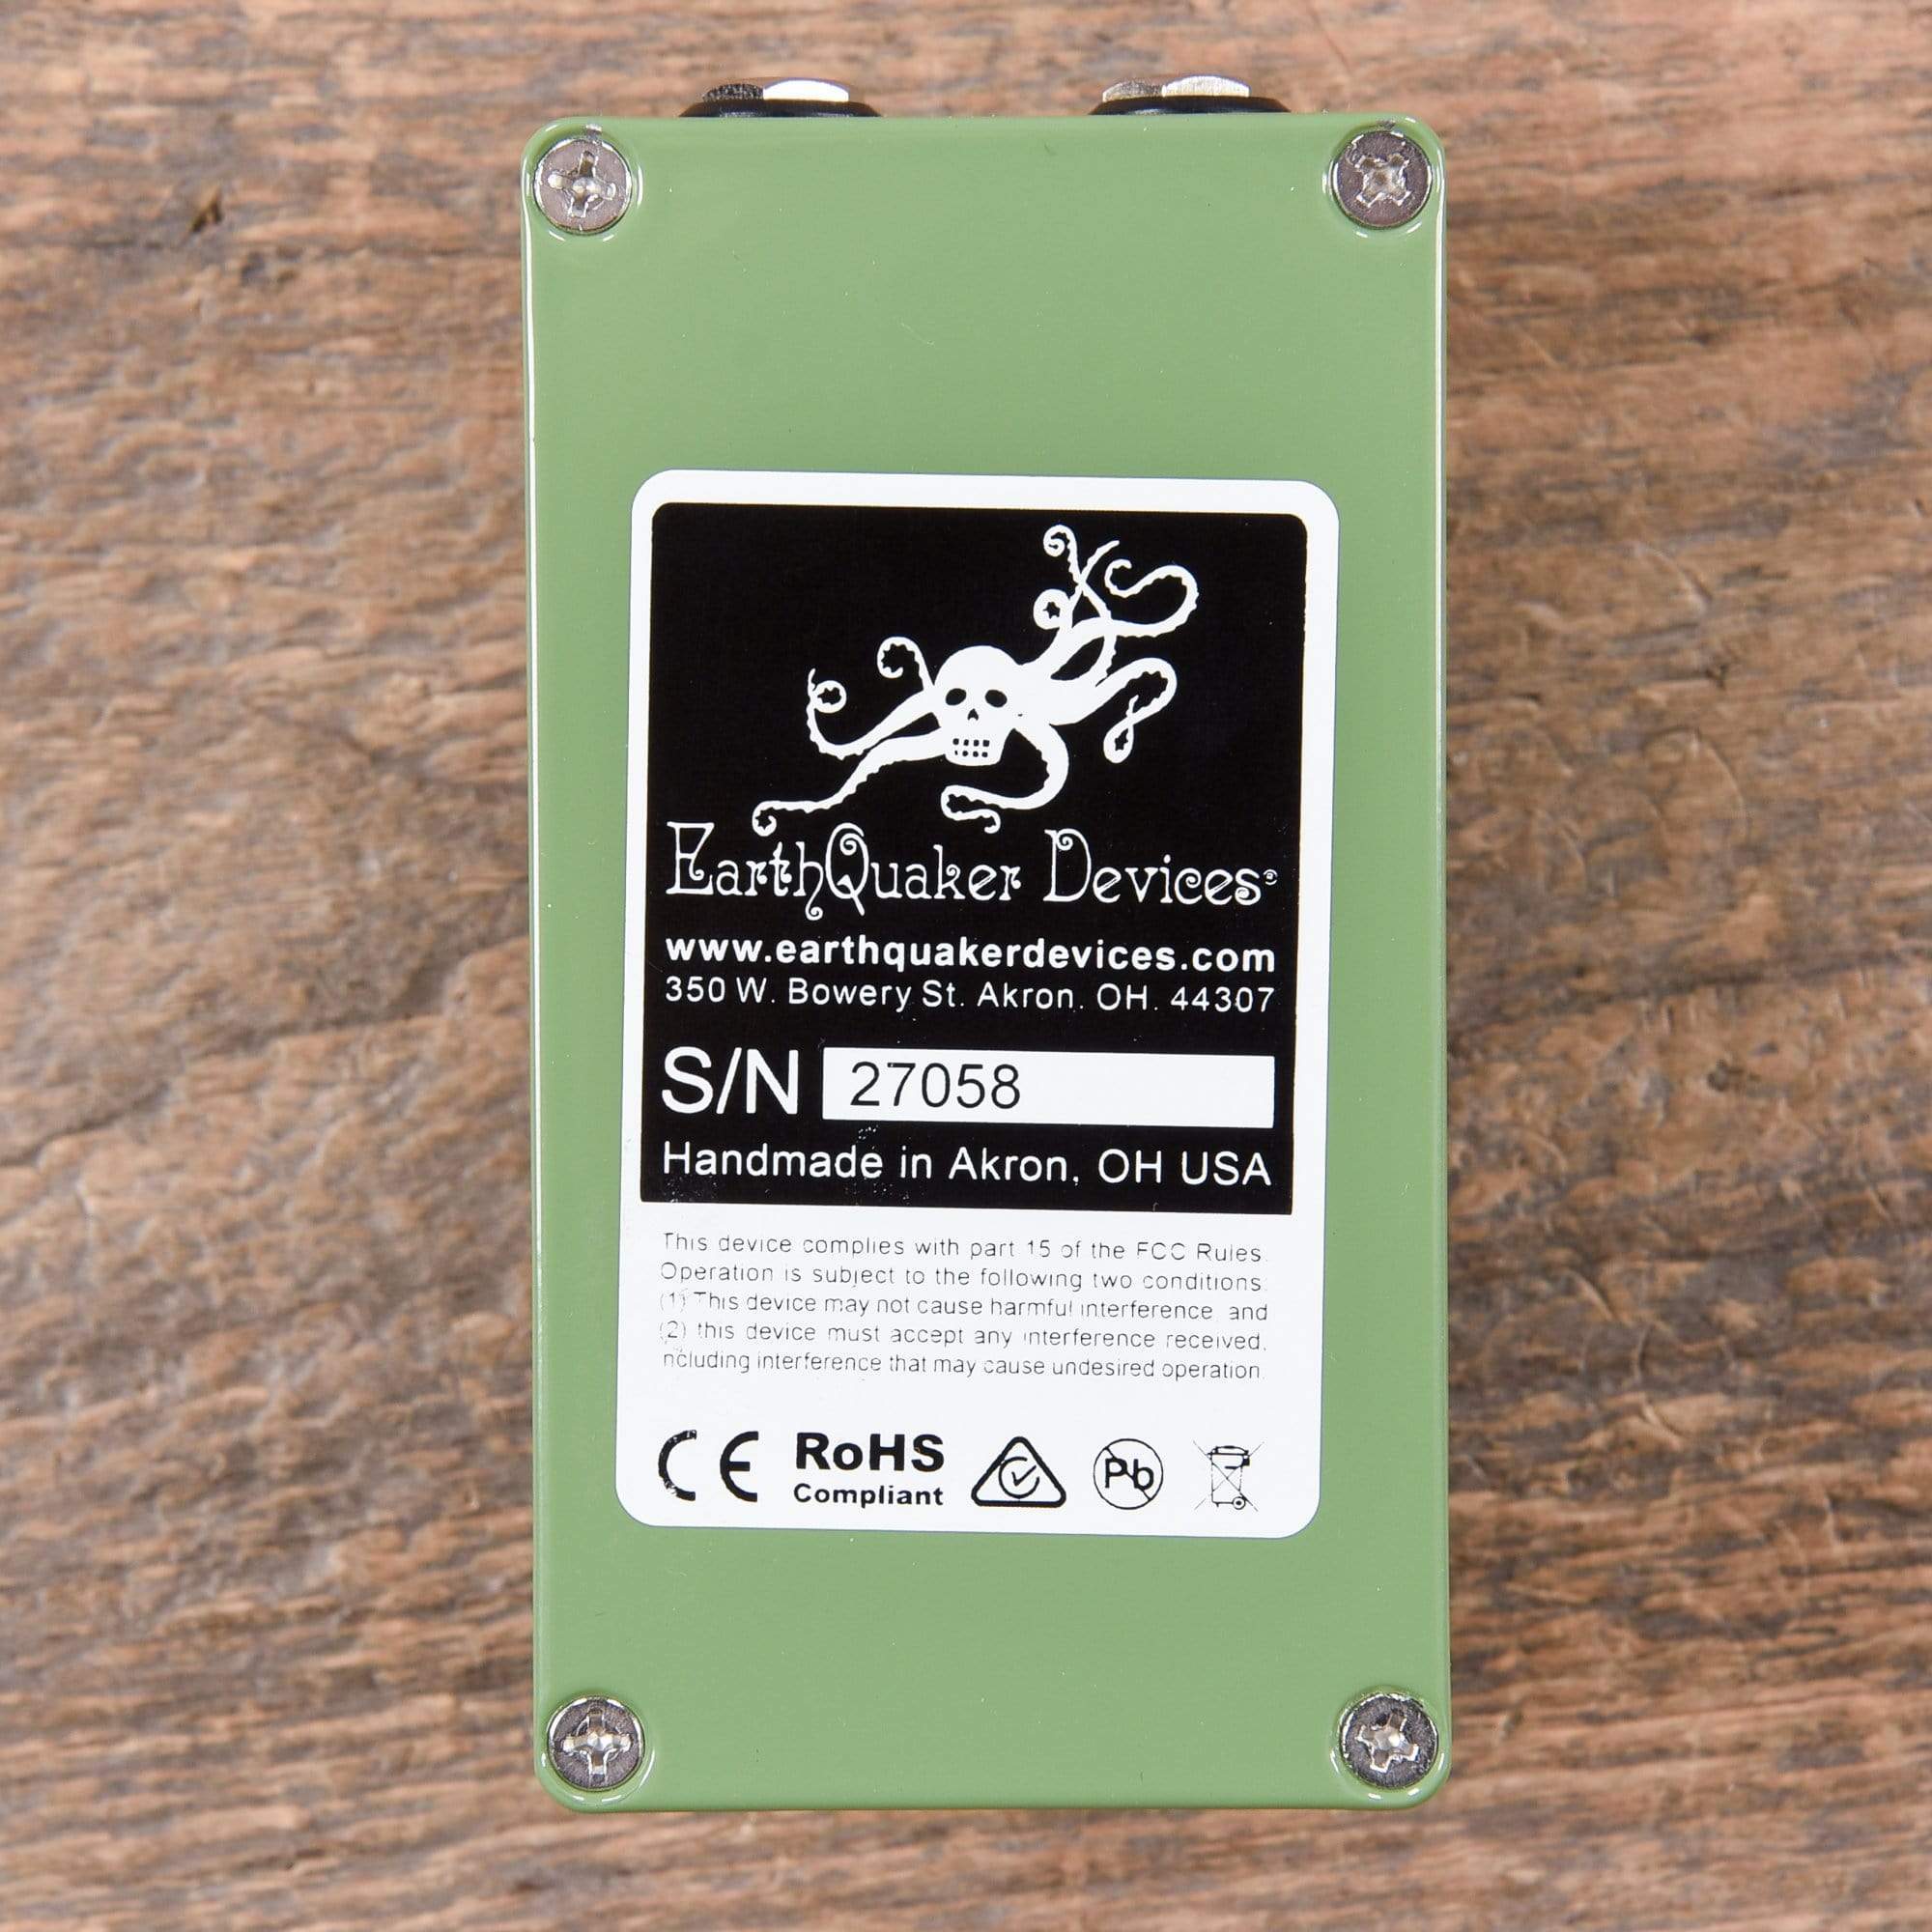 EarthQuaker Devices®
www.earthquakerdevices.com
350 W. Bowery St. Akron. OH. 44307
S/N 27058
Handmade in Akron, OH USA
This device complies with part 15 of the FCC Rules.
Operation is subject to the following two conditions:
(1) This device may not cause harmful interference, and
(2) this device must accept any interference received,
ncluding interference that may cause undesired operation.
CE RoHS Pb
Compliant